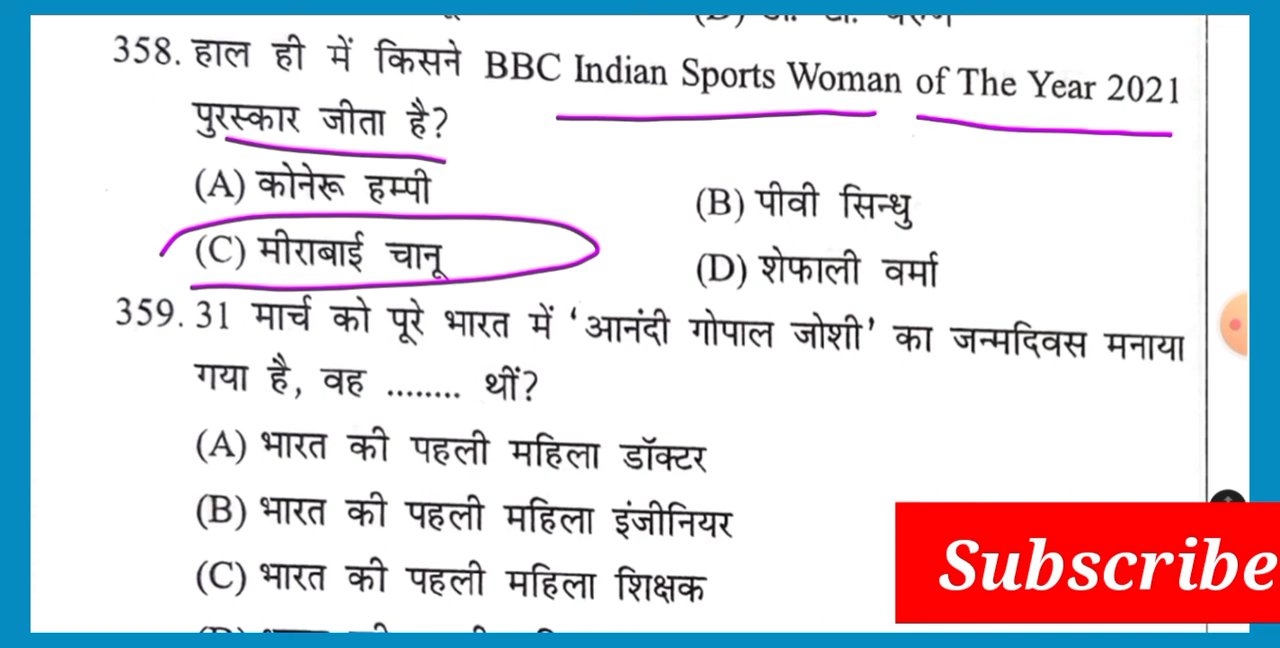 358. हाल ही में किसने BBC Indian Sports Woman of The Year 2021
पुरस्कार जीता है?
(A) कोनेरू हम्पी
(B) पीवी सिन्धु
(C) मीराबाई चानू
(D) शेफाली वर्मा
359. 31 मार्च को पूरे भारत में ‘आनंदी गोपाल जोशी’ का जन्मदिवस मनाया
गया है, वह ........ थीं?
(A) भारत की पहली महिला डॉक्टर
(B) भारत की पहली महिला इंजीनियर
(C) भारत की पहली महिला शिक्षक
Subscribe